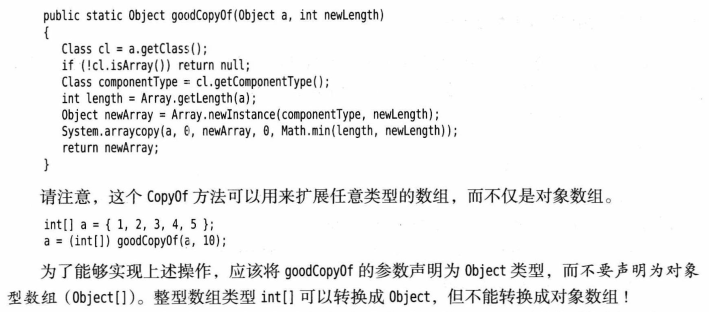 public static Object goodCopyOf(Object a, int newLength)
{
Class cl = a.getClass();
if (!cl.isArray()) return null;
Class componentType = cl.getComponentType();
int length = Array.getLength(a);
Object newArray = Array.newInstance(componentType, newLength);
System.arraycopy(a, 0, newArray, 0, Math.min(length, newLength));
return newArray;
}
请注意，这个 CopyOf 方法可以用来扩展任意类型的数组，而不仅是对象数组。
int[] a = { 1, 2, 3, 4, 5 };
a = (int[]) goodCopyOf(a, 10);
为了能够实现上述操作，应该将 goodCopyOf 的参数声明为 Object 类型，而不要声明为对象
型数组（Object[]）。整型数组类型 int[] 可以转换成 Object，但不能转换成对象数组！